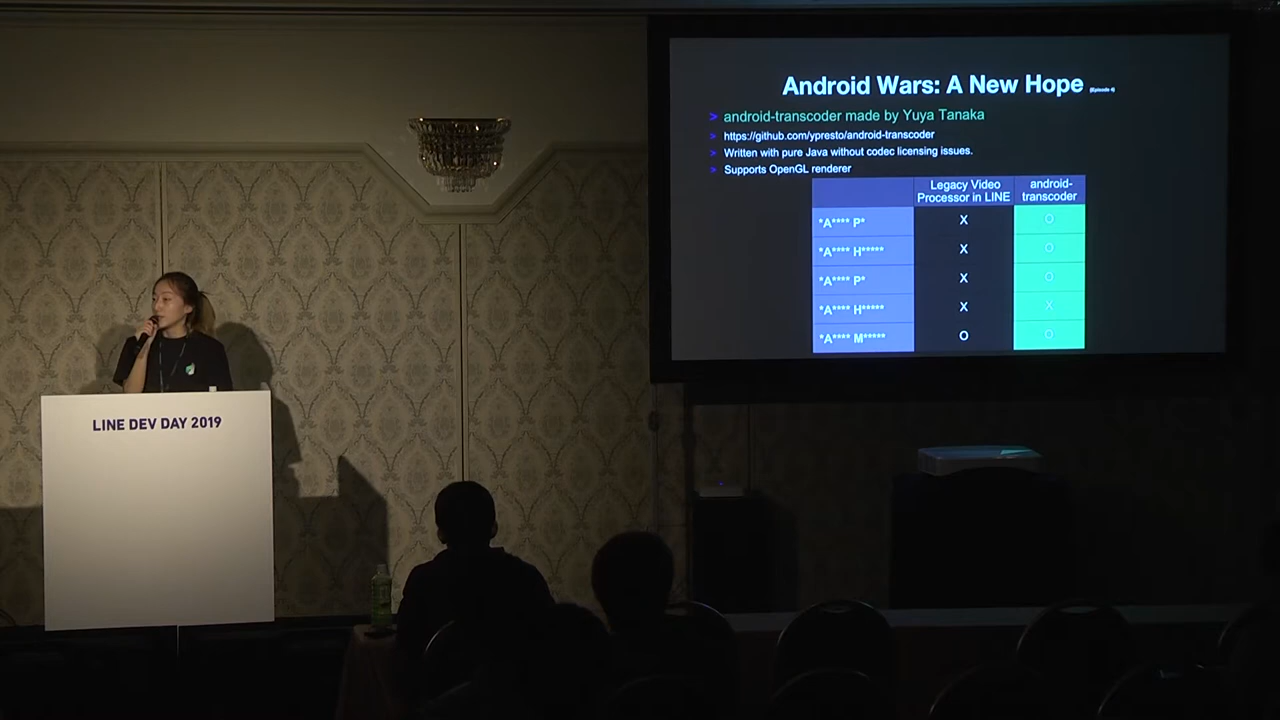 Android Wars: A New Hope (Episode 4)
> android-transcoder made by Yuya Tanaka
> https://github.com/ypresto/android-transcoder
> Written with pure Java without codec licensing issues.
> Supports OpenGL renderer
Legacy Video Processor in LINE
android-transcoder
*A**** P* X O
*A**** H***** X O
*A**** P* X O
*A**** H***** X X
*A**** M***** O O
LINE DEV DAY 2019